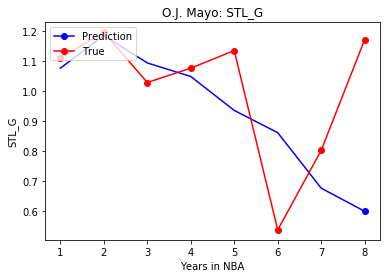 O.J. Mayo: STL_G
Prediction
True
1.2
1.1
1.0
0.9
0.8
0.7
0.6
STL_G
1 2 3 4 5 6 7 8
Years in NBA